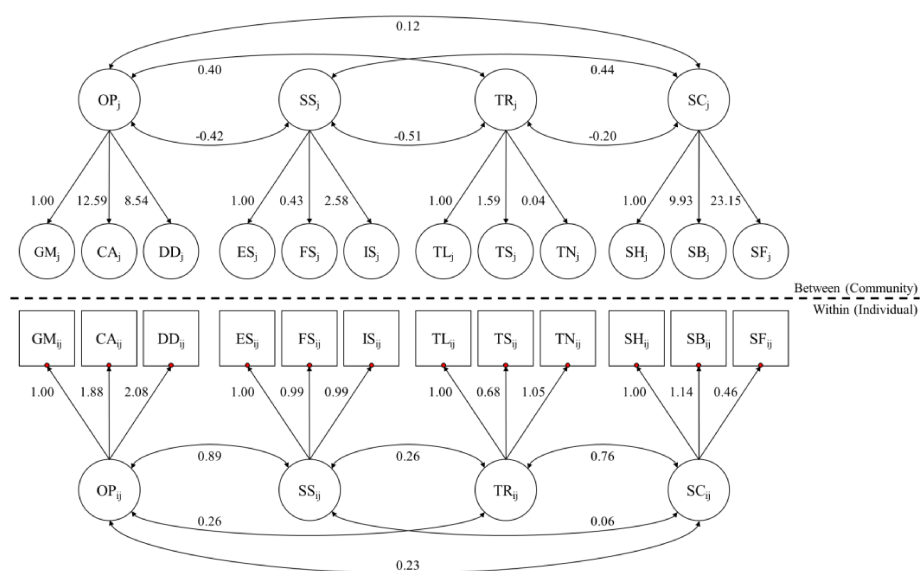 0.12
0.40 0.44
OPⱼ SSⱼ TRⱼ SCⱼ
-0.42 -0.51 -0.20
1.00 12.59 8.54 1.00 0.43 2.58 1.00 1.59 0.04 1.00 9.93 23.15
GMⱼ CAⱼ DDⱼ ESⱼ FSⱼ ISⱼ TLⱼ TSⱼ TNⱼ SHⱼ SBⱼ SFⱼ
Between (Community)
Within (Individual)
GMᵢⱼ CAᵢⱼ DDᵢⱼ ESᵢⱼ FSᵢⱼ ISᵢⱼ TLᵢⱼ TSᵢⱼ TNᵢⱼ SHᵢⱼ SBᵢⱼ SFᵢⱼ
1.00 1.88 2.08 1.00 0.99 0.99 1.00 0.68 1.05 1.00 1.14 0.46
0.89 0.26 0.76
OPᵢⱼ SSᵢⱼ TRᵢⱼ SCᵢⱼ
0.26 0.06
0.23